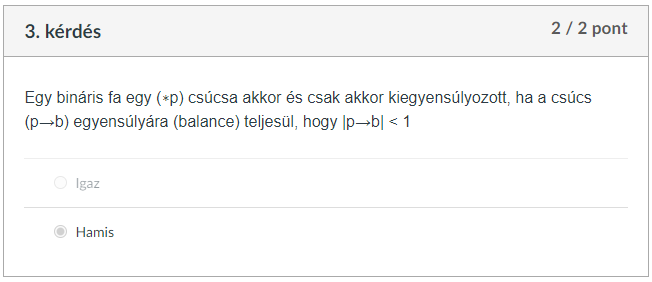 3. kérdés
2 / 2 pont
Egy bináris fa egy (∗p) csúcsa akkor és csak akkor kiegyensúlyozott, ha a csúcs
(p→b) egyensúlyára (balance) teljesül, hogy |p→b| < 1
Igaz
Hamis